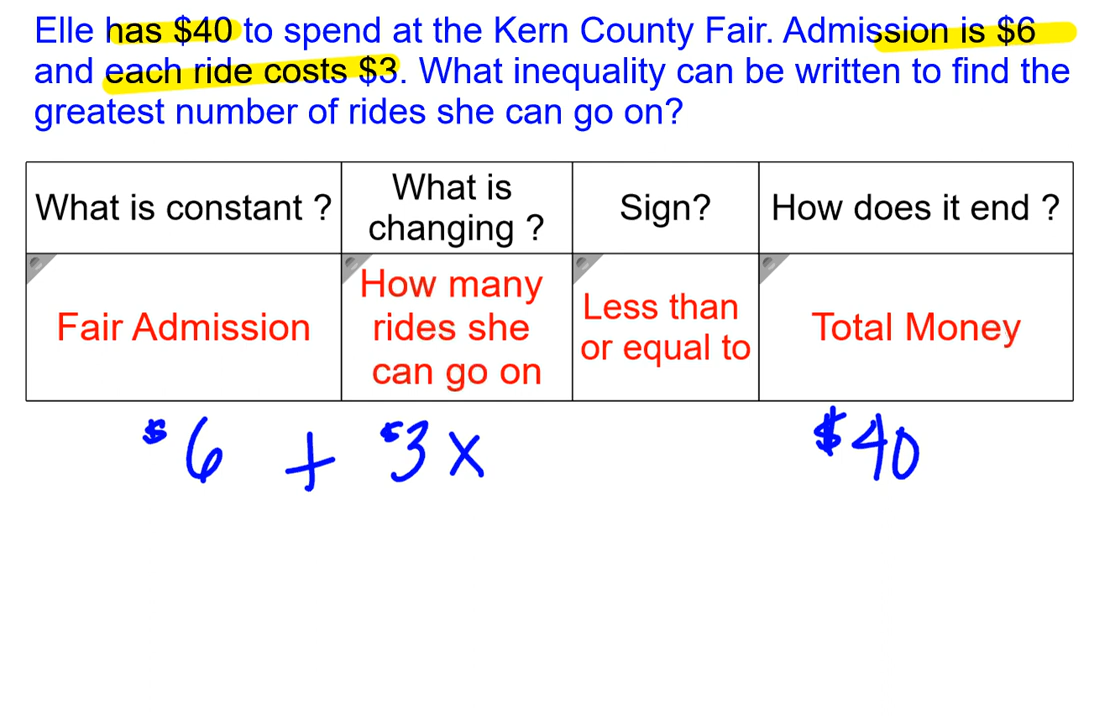 Elle has $40 to spend at the Kern County Fair. Admission is $6
and each ride costs $3. What inequality can be written to find the
greatest number of rides she can go on?
What is constant ?
What is
changing ?
Sign?
How does it end ?
Fair Admission
How many
rides she
can go on
Less than
or equal to
Total Money
$6 + $3x $40